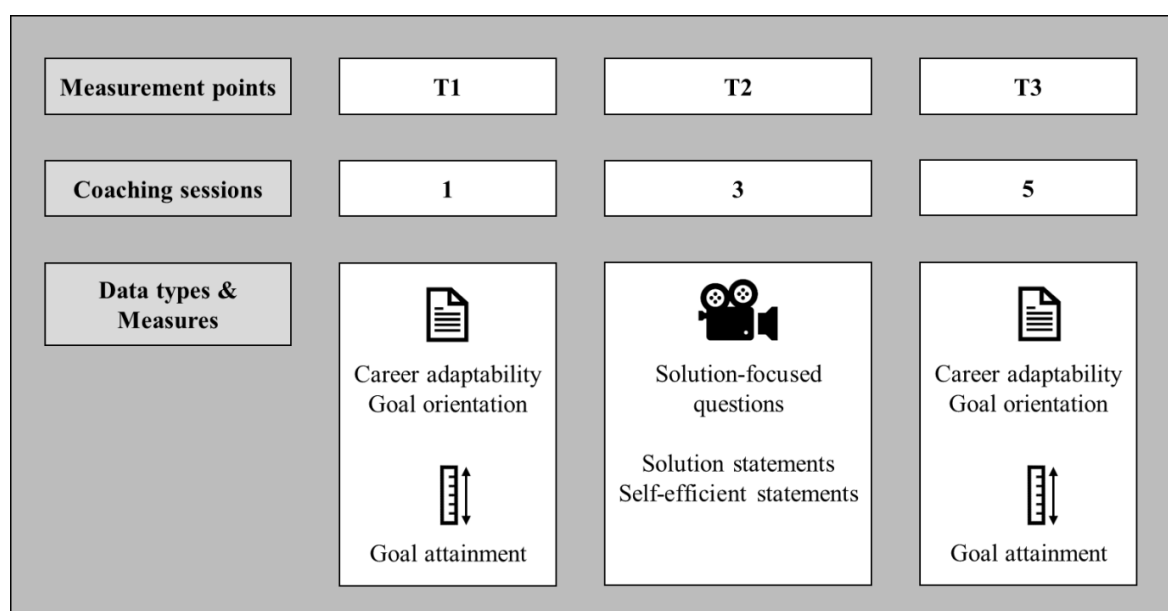 Measurement points
T1
T2
T3
Coaching sessions
1
3
5
Data types &
Measures
Career adaptability
Goal orientation
Goal attainment
Solution-focused
questions
Solution statements
Self-efficient statements
Career adaptability
Goal orientation
Goal attainment